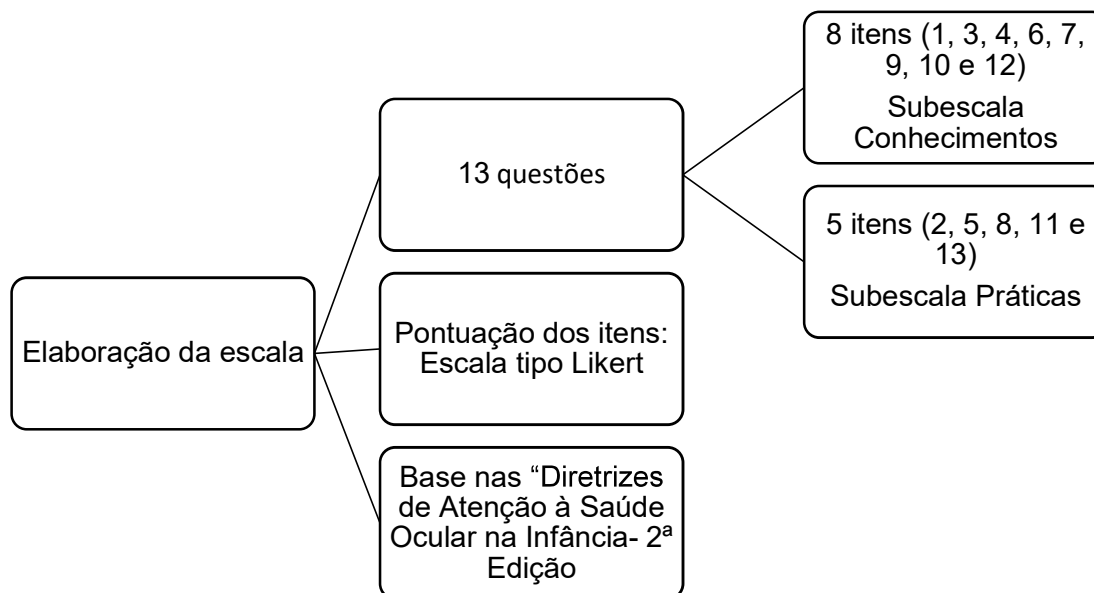 Elaboração da escala
13 questões
8 itens (1, 3, 4, 6, 7,
9, 10 e 12)
Subescala
Conhecimentos
5 itens (2, 5, 8, 11 e
13)
Subescala Práticas
Pontuação dos itens:
Escala tipo Likert
Base nas “Diretrizes
de Atenção à Saúde
Ocular na Infância- 2ª
Edição